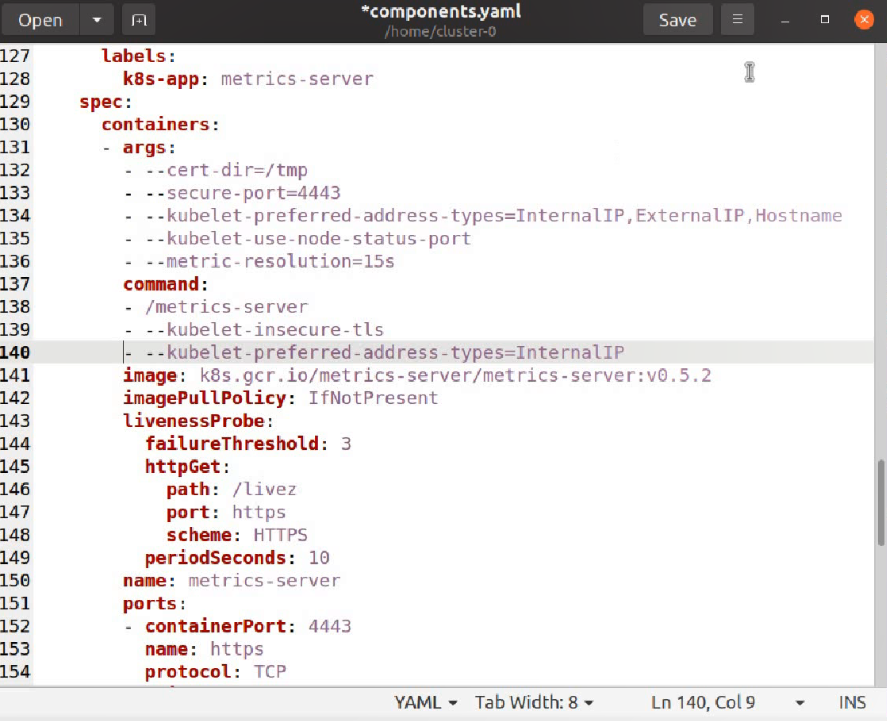 Open
*components.yaml
/home/cluster-0
Save
127 labels:
128 k8s-app: metrics-server
129 spec:
130 containers:
131 - args:
132 - --cert-dir=/tmp
133 - --secure-port=4443
134 - --kubelet-preferred-address-types=InternalIP,ExternalIP,Hostname
135 - --kubelet-use-node-status-port
136 - --metric-resolution=15s
137 command:
138 - /metrics-server
139 - --kubelet-insecure-tls
140 - --kubelet-preferred-address-types=InternalIP
141 image: k8s.gcr.io/metrics-server/metrics-server:v0.5.2
142 imagePullPolicy: IfNotPresent
143 livenessProbe:
144 failureThreshold: 3
145 httpGet:
146 path: /livez
147 port: https
148 scheme: HTTPS
149 periodSeconds: 10
150 name: metrics-server
151 ports:
152 - containerPort: 4443
153 name: https
154 protocol: TCP
YAML Tab Width: 8 Ln 140, Col 9 INS